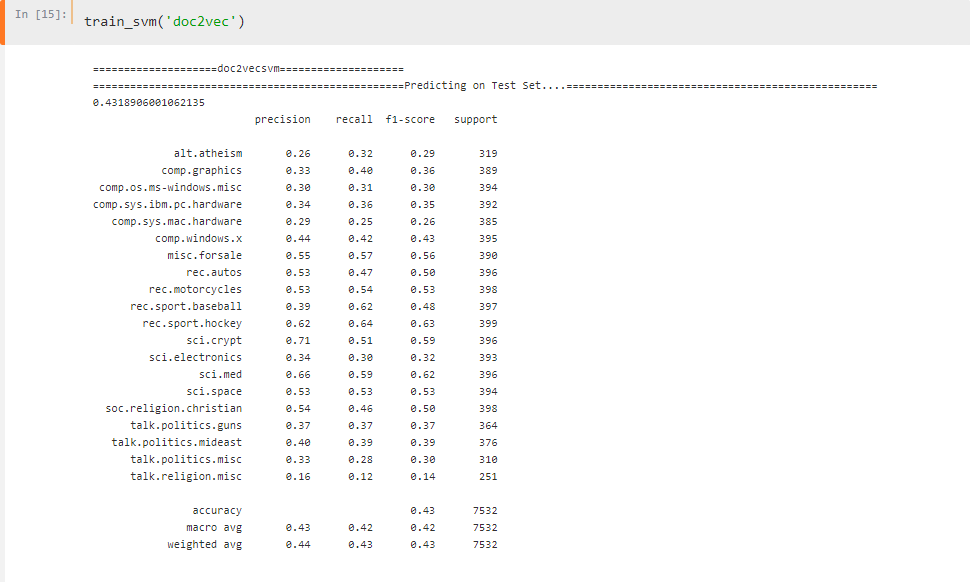 In [15]: train_svm('doc2vec')
====================doc2vecsvm====================
==================================================Predicting on Test Set....==================================================
0.4318906001062135
precision recall f1-score support
alt.atheism 0.26 0.32 0.29 319
comp.graphics 0.33 0.40 0.36 389
comp.os.ms-windows.misc 0.30 0.31 0.30 394
comp.sys.ibm.pc.hardware 0.34 0.36 0.35 392
comp.sys.mac.hardware 0.29 0.25 0.26 385
comp.windows.x 0.44 0.42 0.43 395
misc.forsale 0.55 0.57 0.56 390
rec.autos 0.53 0.47 0.50 396
rec.motorcycles 0.53 0.54 0.53 398
rec.sport.baseball 0.39 0.62 0.48 397
rec.sport.hockey 0.62 0.64 0.63 399
sci.crypt 0.71 0.51 0.59 396
sci.electronics 0.34 0.30 0.32 393
sci.med 0.66 0.59 0.62 396
sci.space 0.53 0.53 0.53 394
soc.religion.christian 0.54 0.46 0.50 398
talk.politics.guns 0.37 0.37 0.37 364
talk.politics.mideast 0.40 0.39 0.39 376
talk.politics.misc 0.33 0.28 0.30 310
talk.religion.misc 0.16 0.12 0.14 251
accuracy 0.43 7532
macro avg 0.43 0.42 0.42 7532
weighted avg 0.44 0.43 0.43 7532